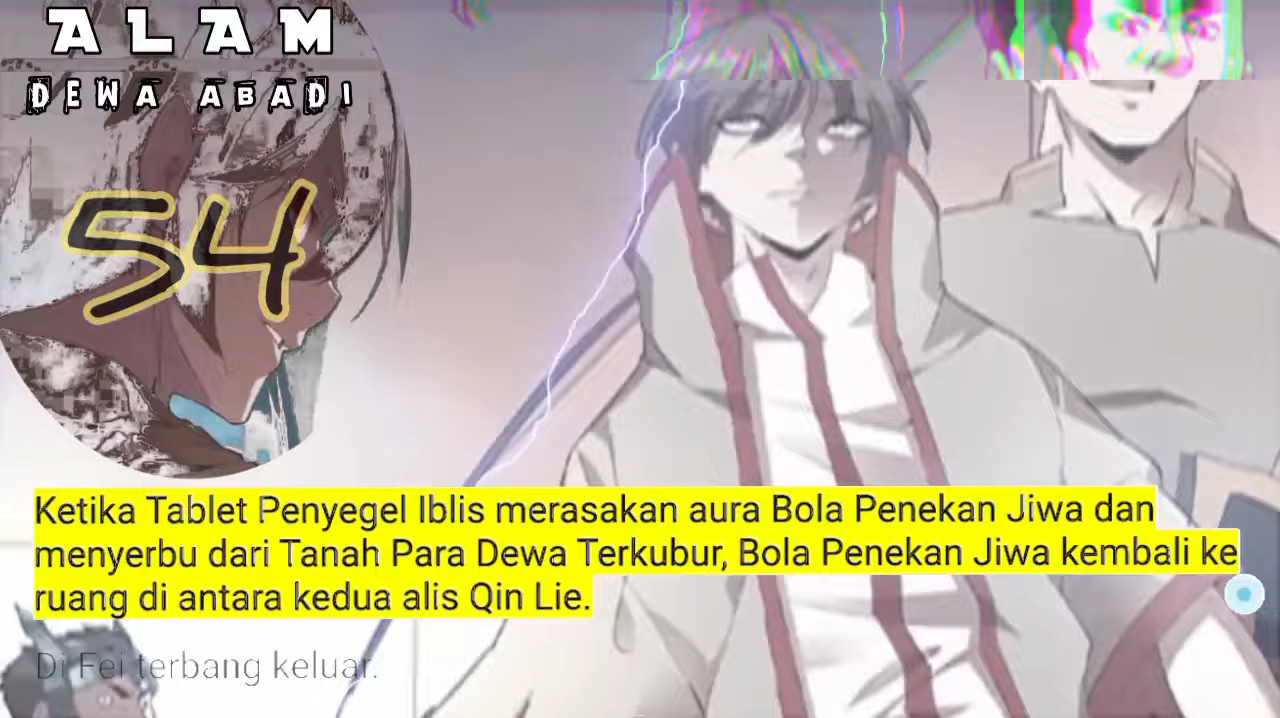 ALAM
DEWA ABADI
54
Ketika Tablet Penyegel Iblis merasakan aura Bola Penekan Jiwa dan
menyerbu dari Tanah Para Dewa Terkubur, Bola Penekan Jiwa kembali ke
ruang di antara kedua alis Qin Lie.
Di Fei terbang keluar.